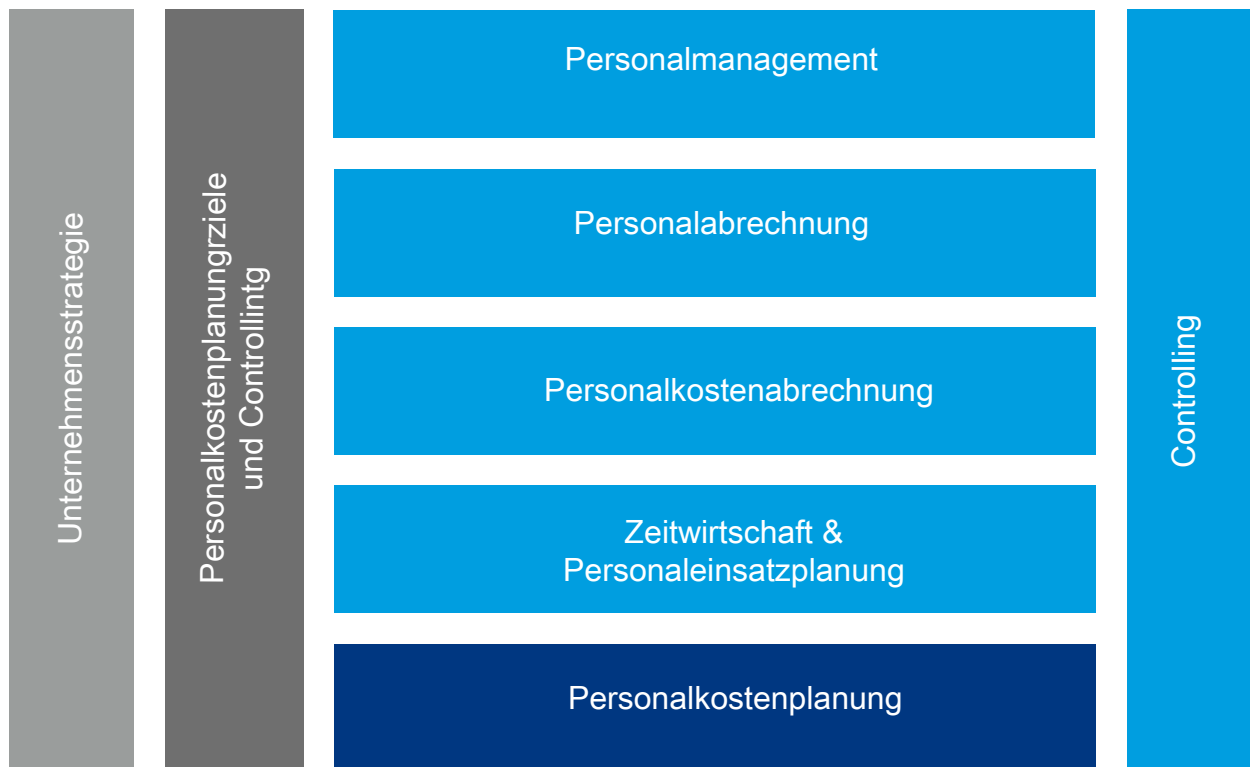 Unternehmensstrategie
Personalkostenplanungrziele
und Controllintg
Personalmanagement
Personalabrechnung
Personalkostenabrechnung
Zeitwirtschaft &
Personaleinsatzplanung
Personalkostenplanung
Controlling